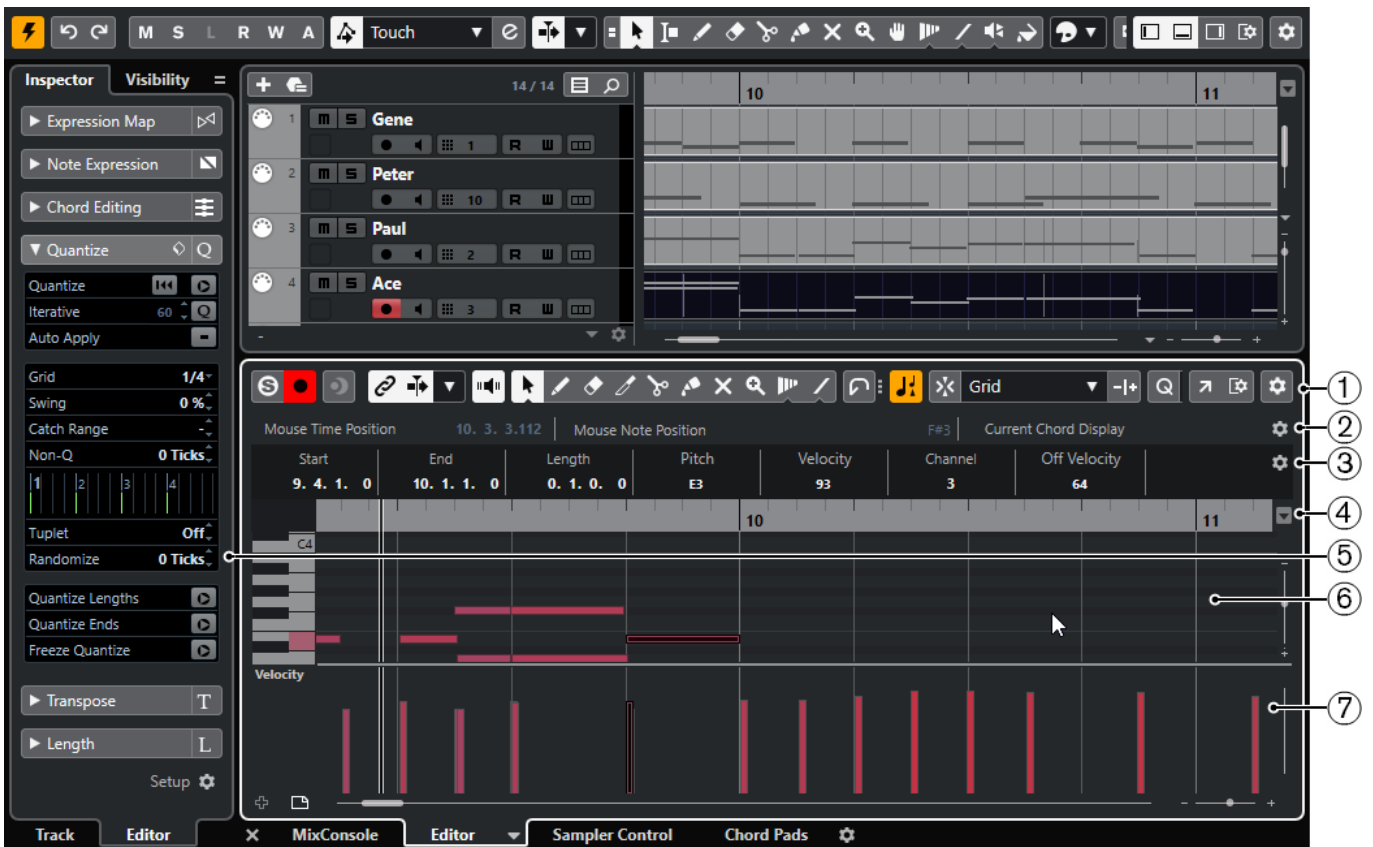 M S L R W A Touch
Inspector Visibility
14 / 14
10 11
Expression Map
Note Expression
Chord Editing
Quantize Q
Quantize
Iterative 60 Q
Auto Apply
Grid 1/4
Swing 0 %
Catch Range -
Non-Q 0 Ticks
1 2 3 4
Tuplet Off
Randomize 0 Ticks
Quantize Lengths
Quantize Ends
Freeze Quantize
Transpose T
Length L
Setup
1 m S Gene
1 R W
2 m S Peter
10 R W
3 m S Paul
2 R W
4 m S Ace
3 R W
S Grid Q
Mouse Time Position 10. 3. 3.112 Mouse Note Position F#3 Current Chord Display
Start End Length Pitch Velocity Channel Off Velocity
9. 4. 1. 0 10. 1. 1. 0 0. 1. 0. 0 E3 93 3 64
10 11
C4
Velocity
1
2
3
4
5
6
7
Track Editor MixConsole Editor Sampler Control Chord Pads